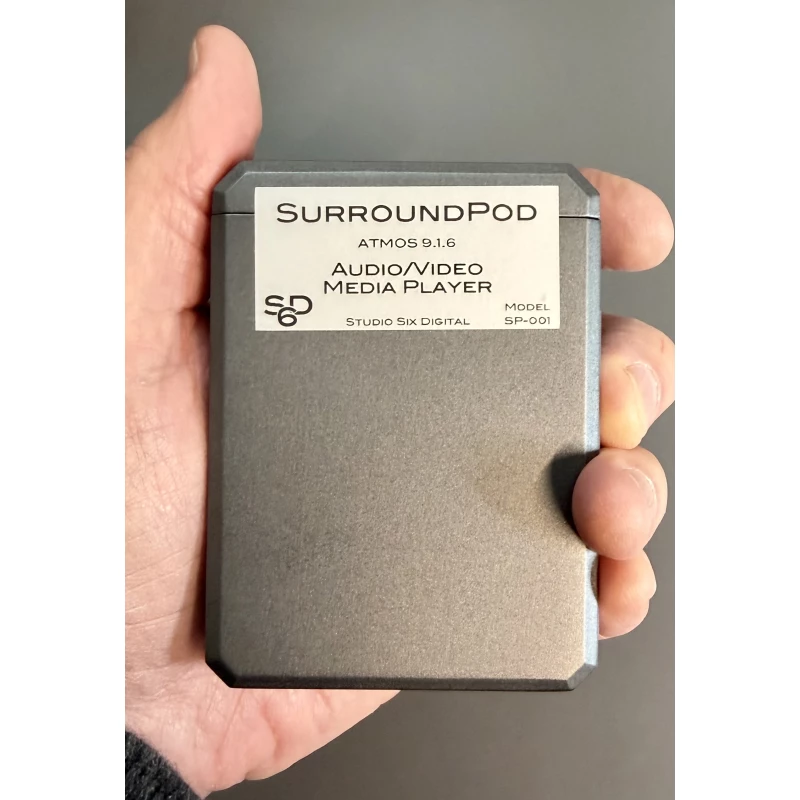 SurroundPod
ATMOS 9.1.6
Audio/Video
Media Player
S6D
Studio Six Digital
Model
SP-001